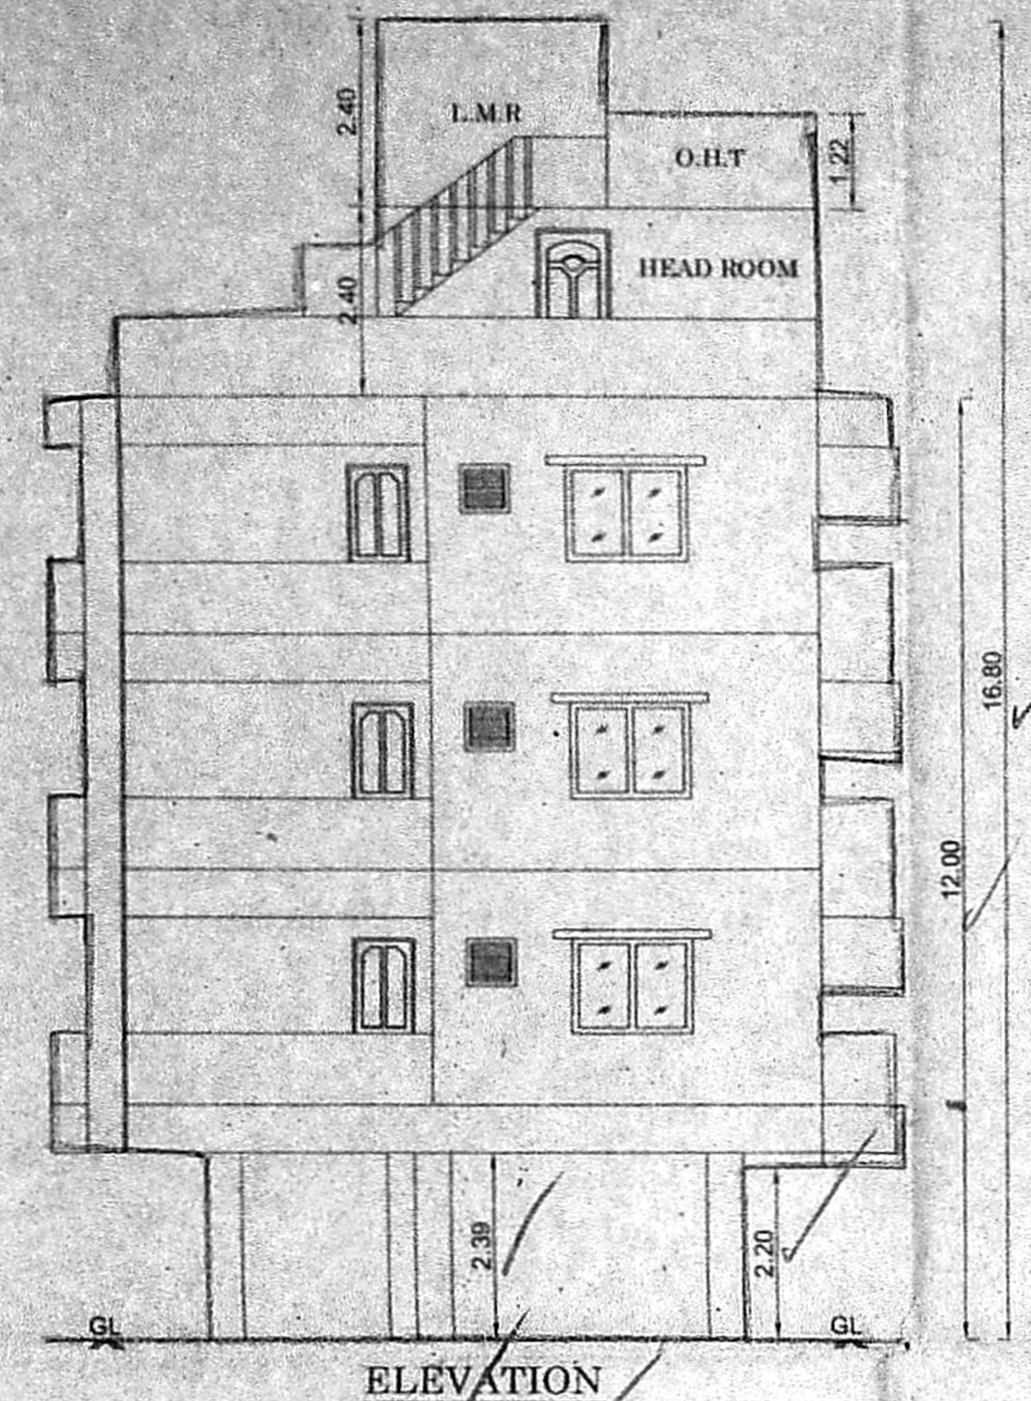 2.40
L.M.R
O.H.T
1.22
2.40
HEAD ROOM
16.80
12.00
2.39
2.20
GL
GL
ELEVATION